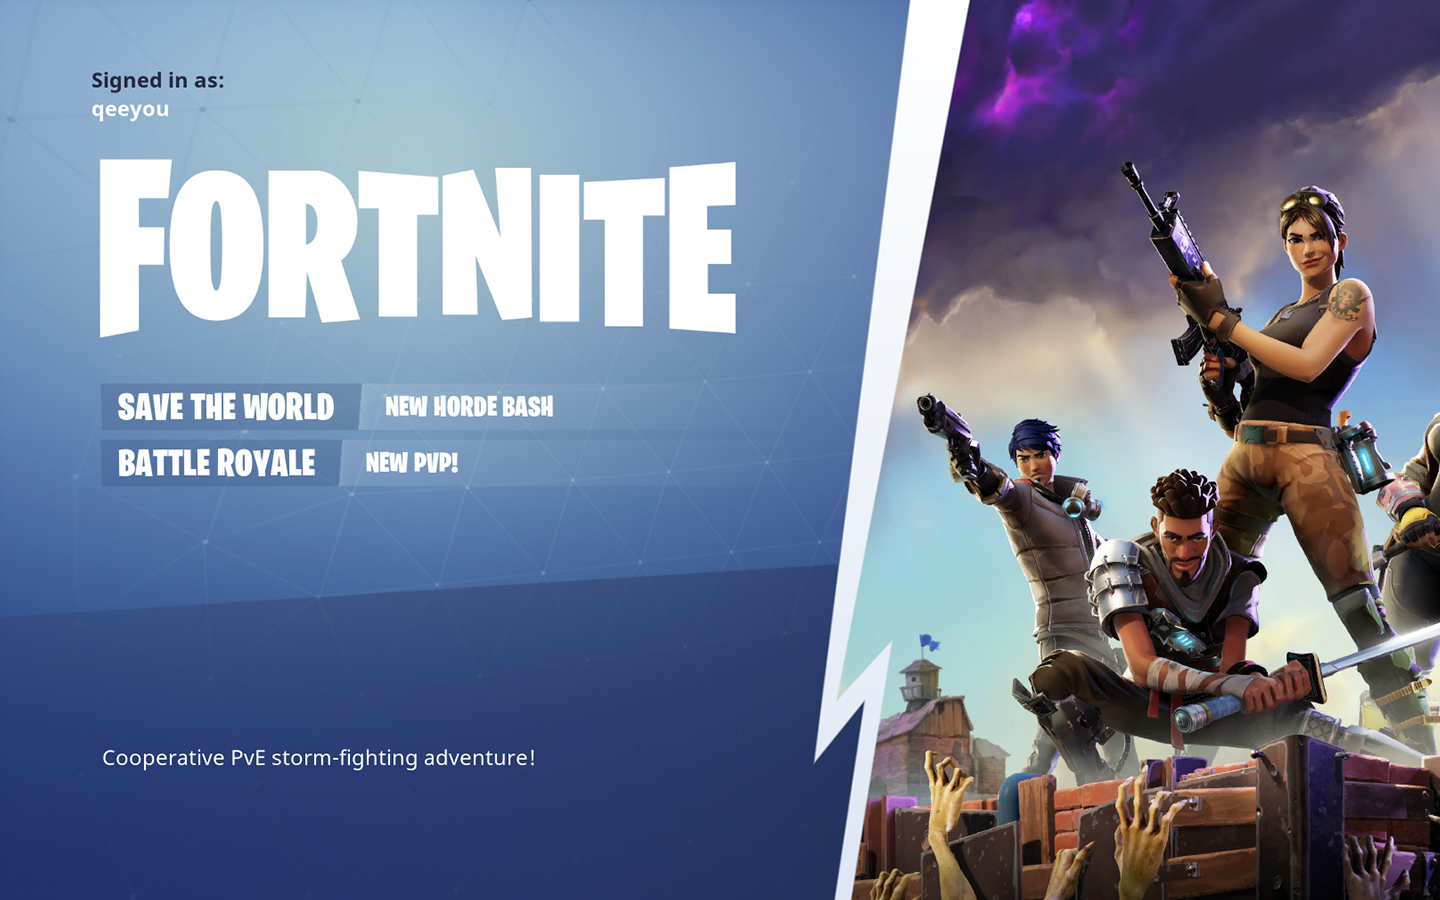 Signed in as:
qeeyou
FORTNITE
SAVE THE WORLD NEW HORDE BASH
BATTLE ROYALE NEW PVP!
Cooperative PvE storm-fighting adventure!